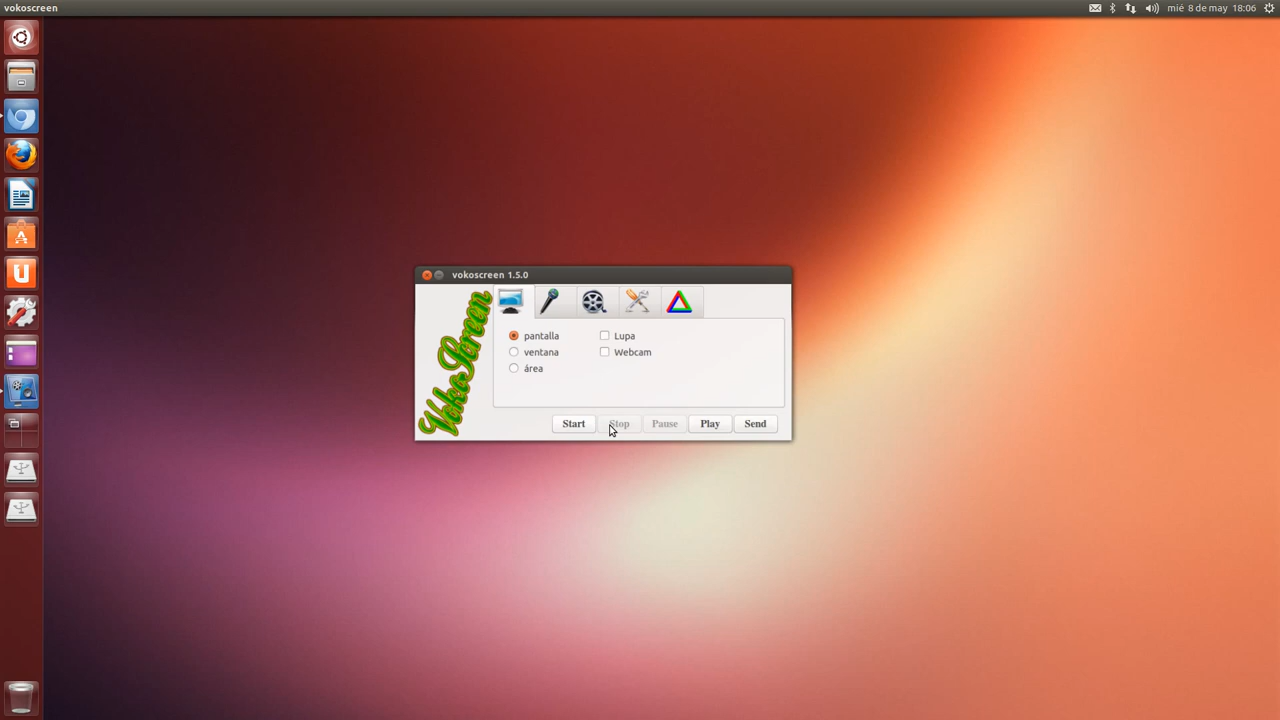 vokoscreen
mié 8 de may 18:06
vokoscreen 1.5.0
VokoScreen
pantalla
Lupa
ventana
Webcam
área
Start Stop Pause Play Send